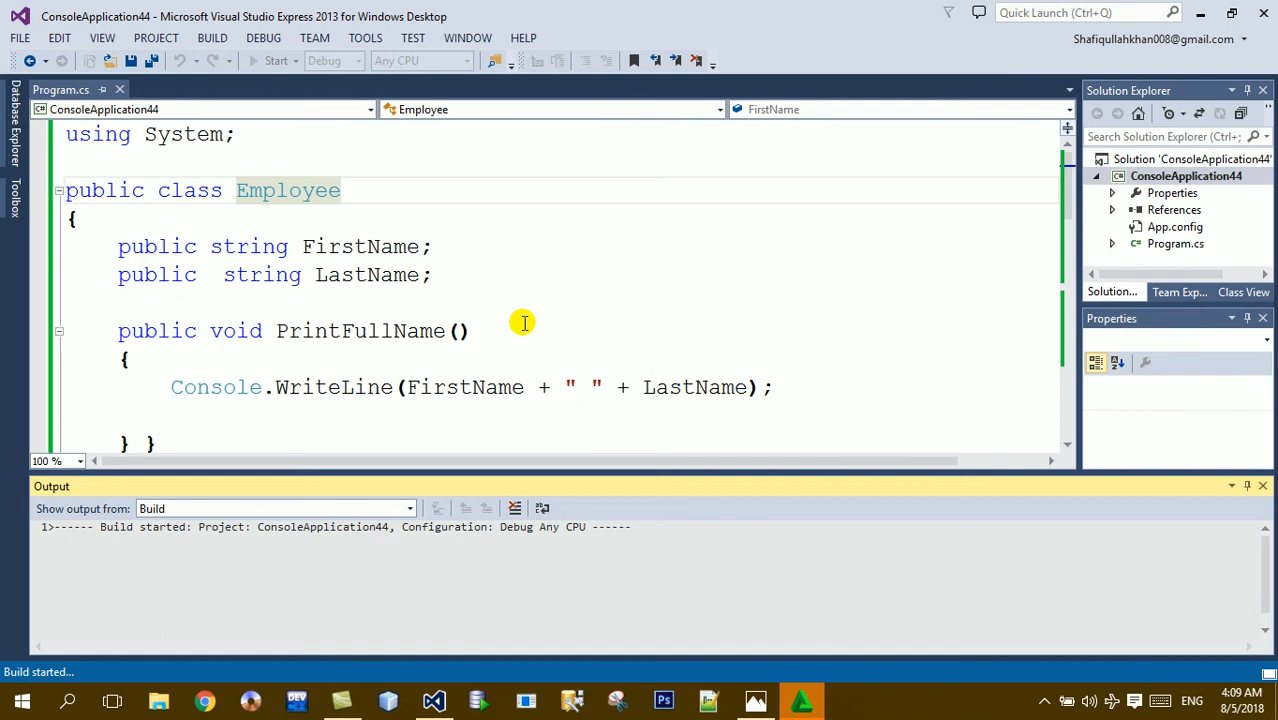 ConsoleApplication44 - Microsoft Visual Studio Express 2013 for Windows Desktop
Quick Launch (Ctrl+Q)
FILE EDIT VIEW PROJECT BUILD DEBUG TEAM TOOLS TEST WINDOW HELP
Shafiqullahkhan008@gmail.com
Start Debug Any CPU
Database Explorer
Toolbox
Program.cs
ConsoleApplication44 Employee FirstName
using System;
public class Employee
{
public string FirstName;
public  string LastName;
public void PrintFullName()
{
Console.WriteLine(FirstName + " " + LastName);
} }
100 %
Solution Explorer
Search Solution Explorer (Ctrl+;
Solution 'ConsoleApplication44'
ConsoleApplication44
Properties
References
App.config
Program.cs
Solution... Team Exp... Class View
Properties
Output
Show output from: Build
1>------ Build started: Project: ConsoleApplication44, Configuration: Debug Any CPU ------
Build started...
DEV
Ps
ENG
4:09 AM
8/5/2018